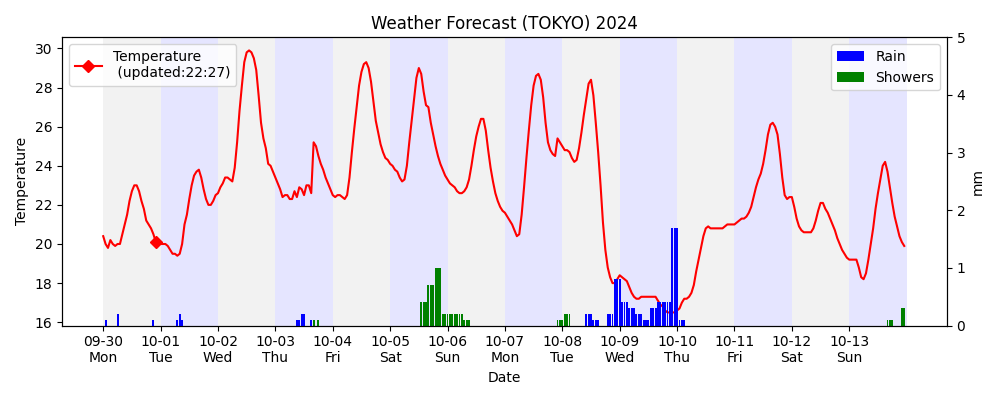 Weather Forecast (TOKYO) 2024
Temperature
(updated:22:27)
Rain
Showers
Temperature
30
28
26
24
22
20
18
16
5
4
3
2
1
0
mm
09-30 10-01 10-02 10-03 10-04 10-05 10-06 10-07 10-08 10-09 10-10 10-11 10-12 10-13
Mon Tue Wed Thu Fri Sat Sun Mon Tue Wed Thu Fri Sat Sun
Date